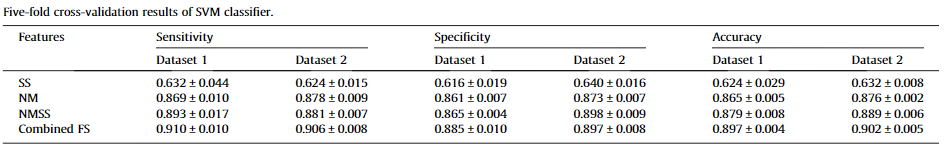 Five-fold cross-validation results of SVM classifier.
Features Sensitivity Specificity Accuracy
Dataset 1 Dataset 2 Dataset 1 Dataset 2 Dataset 1 Dataset 2
SS 0.632 ± 0.044 0.624 ± 0.015 0.616 ± 0.019 0.640 ± 0.016 0.624 ± 0.029 0.632 ± 0.008
NM 0.869 ± 0.010 0.878 ± 0.009 0.861 ± 0.007 0.873 ± 0.007 0.865 ± 0.005 0.876 ± 0.002
NMSS 0.893 ± 0.017 0.881 ± 0.007 0.865 ± 0.004 0.898 ± 0.009 0.879 ± 0.008 0.889 ± 0.006
Combined FS 0.910 ± 0.010 0.906 ± 0.008 0.885 ± 0.010 0.897 ± 0.008 0.897 ± 0.004 0.902 ± 0.005